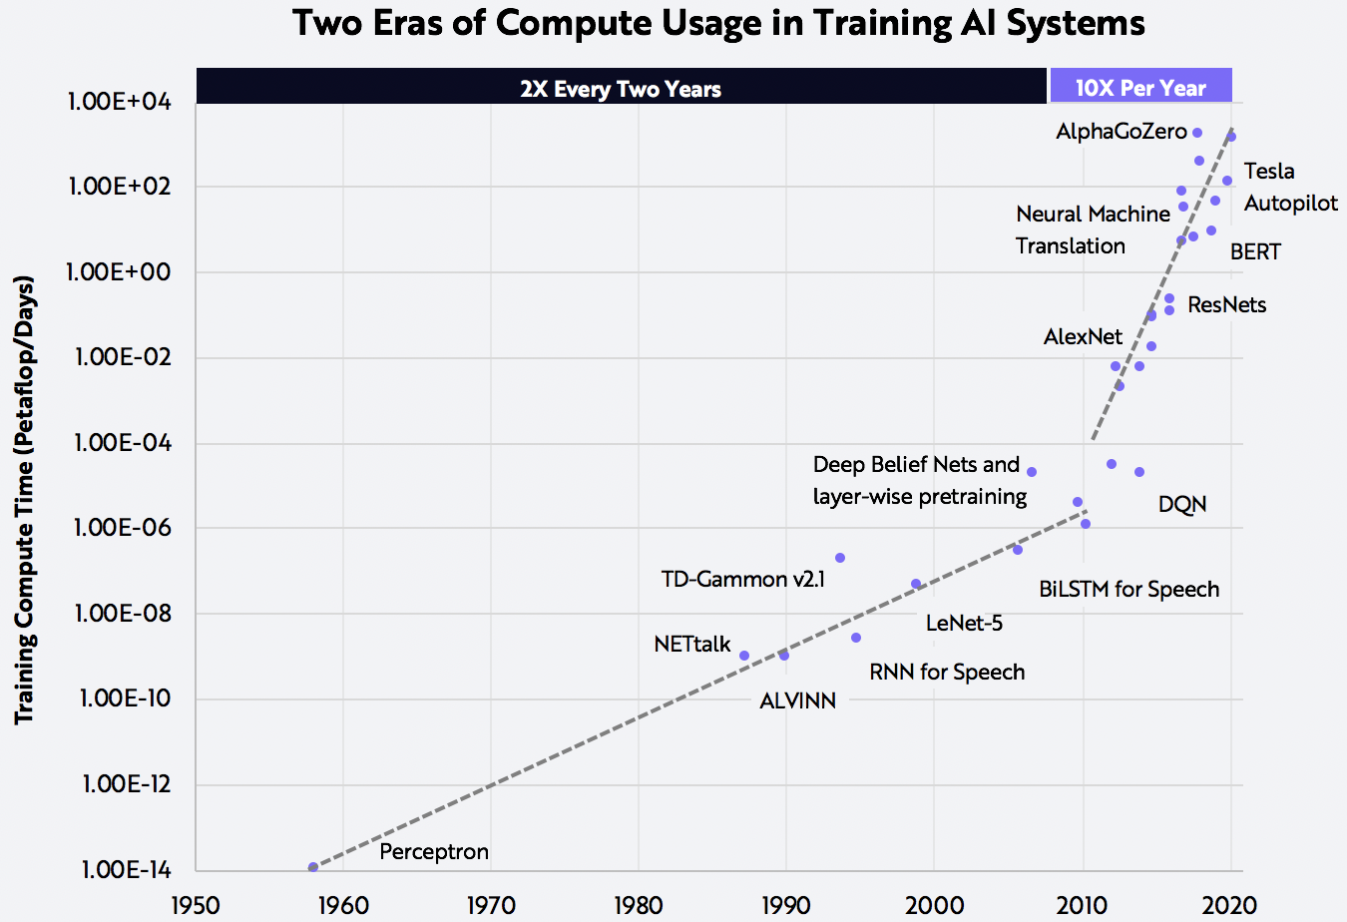 Two Eras of Compute Usage in Training AI Systems
2X Every Two Years
10X Per Year
Training Compute Time (Petaflop/Days)
1.00E+04
1.00E+02
1.00E+00
1.00E-02
1.00E-04
1.00E-06
1.00E-08
1.00E-10
1.00E-12
1.00E-14
AlphaGoZero
Tesla
Autopilot
Neural Machine
Translation
BERT
ResNets
AlexNet
Deep Belief Nets and
layer-wise pretraining
DQN
TD-Gammon v2.1
BiLSTM for Speech
LeNet-5
NETtalk
RNN for Speech
ALVINN
Perceptron
1950
1960
1970
1980
1990
2000
2010
2020